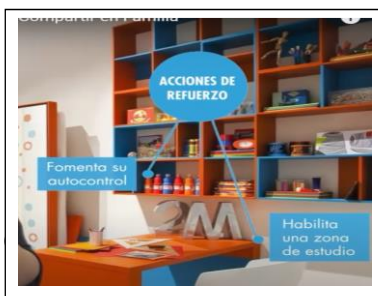 Compartir en Familia
ACCIONES DE
REFUERZO
Fomenta su
autocontrol
Habilita
una zona
de estudio